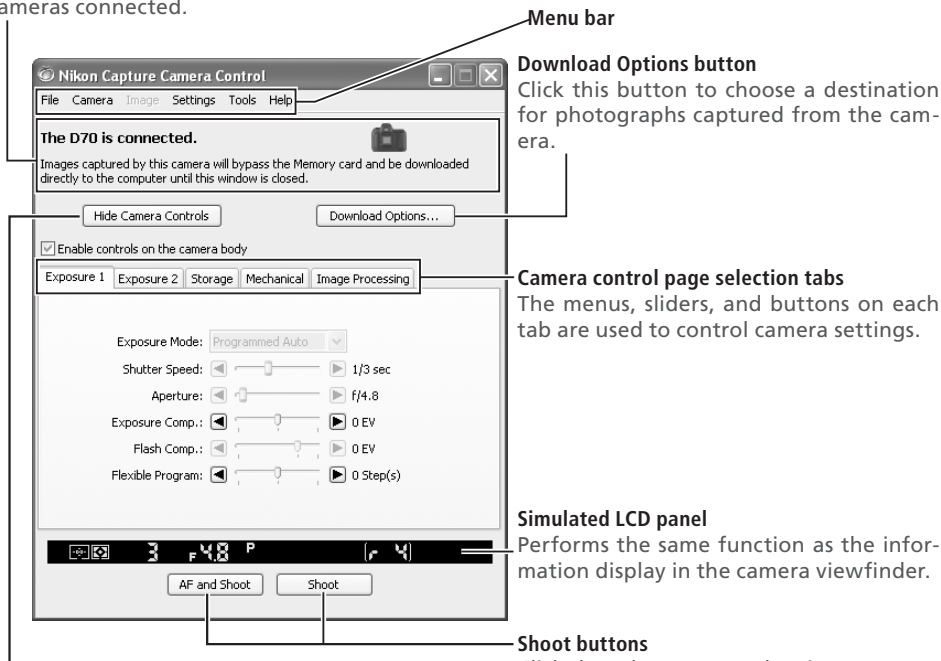 cameras connected.
Menu bar
Nikon Capture Camera Control
File Camera Image Settings Tools Help
The D70 is connected.
Images captured by this camera will bypass the Memory card and be downloaded
directly to the computer until this window is closed.
Hide Camera Controls
Download Options...
Enable controls on the camera body
Exposure 1 Exposure 2 Storage Mechanical Image Processing
Exposure Mode: Programmed Auto
Shutter Speed: 1/3 sec
Aperture: f/4.8
Exposure Comp.: 0 EV
Flash Comp.: 0 EV
Flexible Program: 0 Step(s)
3 F4.8 P (r 4)
AF and Shoot
Shoot
Download Options button
Click this button to choose a destination
for photographs captured from the cam-
era.
Camera control page selection tabs
The menus, sliders, and buttons on each
tab are used to control camera settings.
Simulated LCD panel
Performs the same function as the infor-
mation display in the camera viewfinder.
Shoot buttons